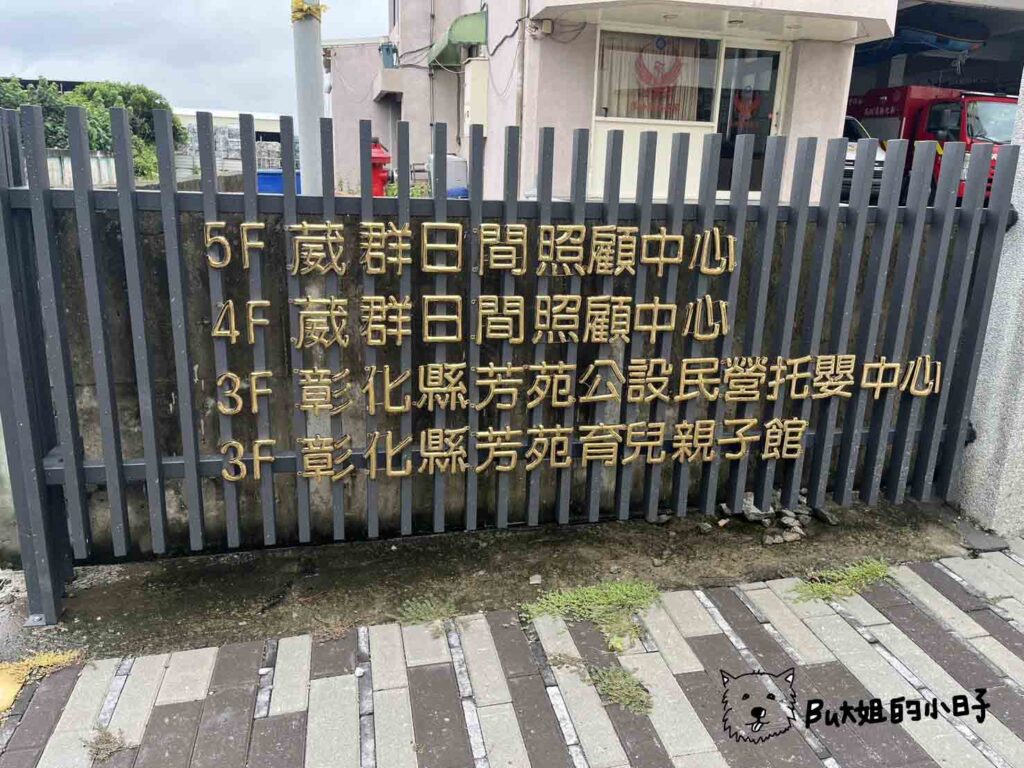 5F 葳群日間照顧中心
4F 葳群日間照顧中心
3F 彰化縣芳苑公設民營托嬰中心
3F 彰化縣芳苑育兒親子館
Bu大姐的小日子